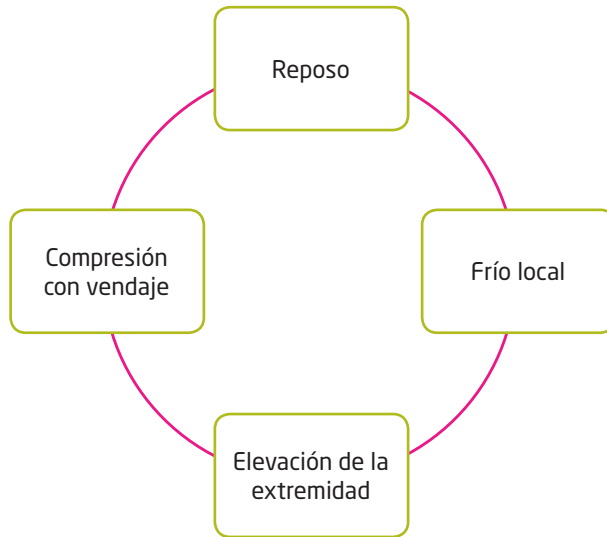 Reposo
Compresión
con vendaje
Frío local
Elevación de la
extremidad